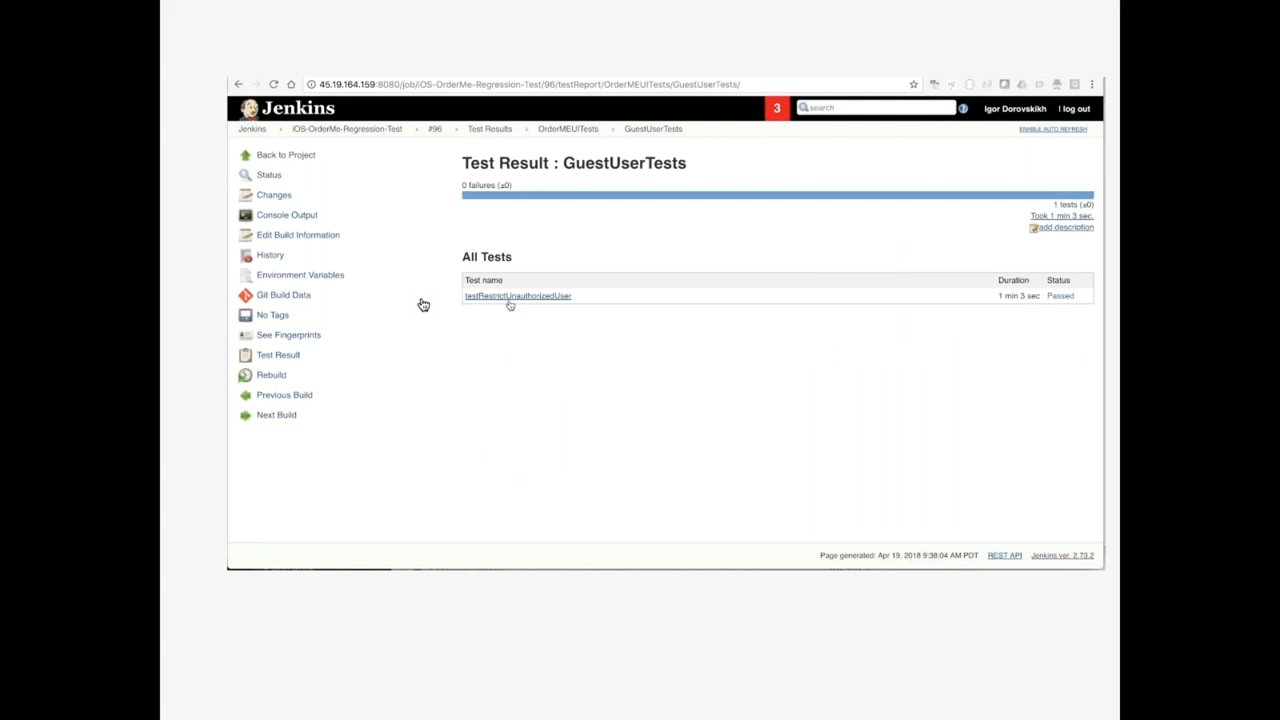 45.19.164.159:8080/job/iOS-OrderMe-Regression-Test/96/testReport/OrderMEUITests/GuestUserTests/
Jenkins
3
search
Igor Dorovskikh
| log out
Jenkins
iOS-OrderMe-Regression-Test
#96
Test Results
OrderMEUITests
GuestUserTests
ENABLE AUTO REFRESH
Back to Project
Status
Changes
Console Output
Edit Build Information
History
Environment Variables
Git Build Data
No Tags
See Fingerprints
Test Result
Rebuild
Previous Build
Next Build
Test Result : GuestUserTests
0 failures (±0)
1 tests (±0)
Took 1 min 3 sec.
add description
All Tests
Test name Duration Status
testRestrictUnauthorizedUser 1 min 3 sec Passed
Page generated: Apr 19, 2018 9:38:04 AM PDT REST API Jenkins ver. 2.73.2